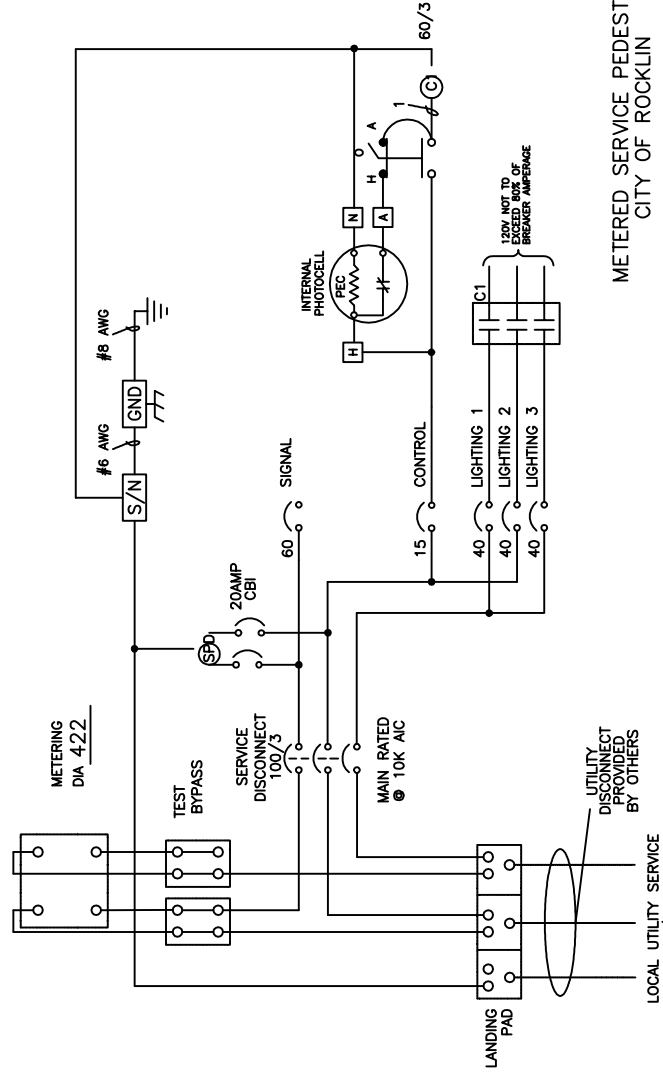 METERING
DIA 422
TEST
BYPASS
SERVICE
DISCONNECT
100/3
MAIN RATED
@ 10K AIC
LANDING
PAD
UTILITY
DISCONNECT
PROVIDED
BY OTHERS
LOCAL UTILITY SERVICE
SPD
20AMP
CBI
S/N
#6 AWG
GND
#8 AWG
60
SIGNAL
15
CONTROL
40
LIGHTING 1
40
LIGHTING 2
40
LIGHTING 3
C1
120V NOT TO
EXCEED 80% OF
BREAKER AMPERAGE
INTERNAL
PHOTOCELL
PEC
H
N
A
H
O
A
1
C
60/3
METERED SERVICE PEDEST
CITY OF ROCKLIN